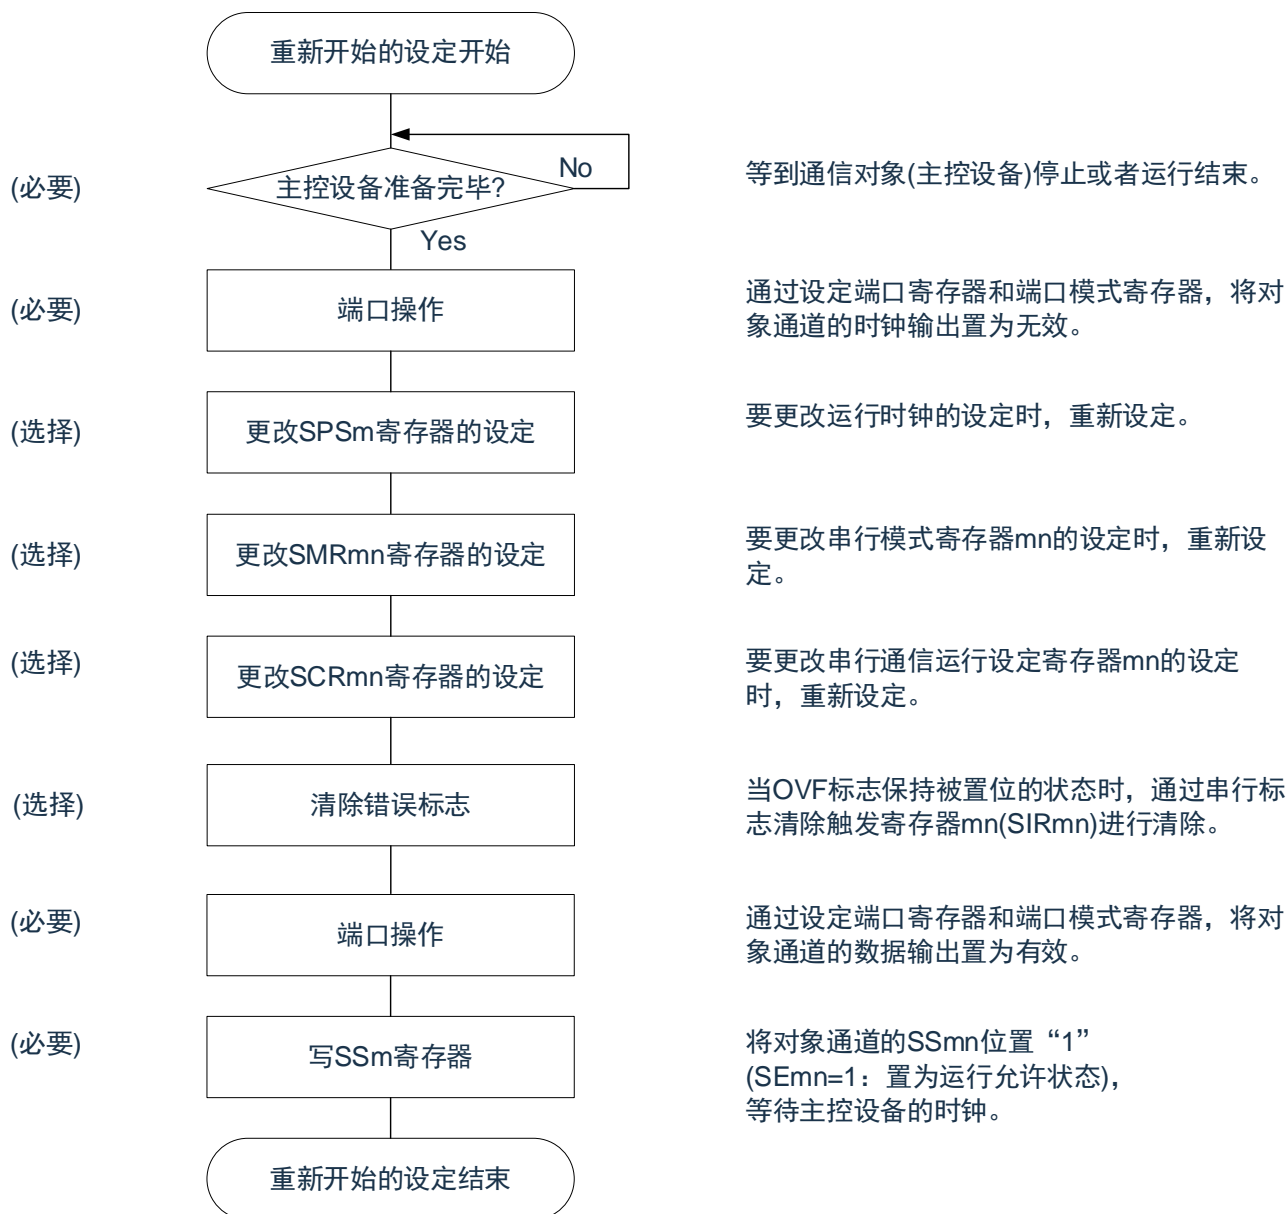 重新开始的设定开始
No
(必要)
主控设备准备完毕?
等到通信对象(主控设备)停止或者运行结束。
Yes
(必要)
端口操作
通过设定端口寄存器和端口模式寄存器，将对
象通道的时钟输出置为无效。
(选择)
更改SPSm寄存器的设定
要更改运行时钟的设定时，重新设定。
(选择)
更改SMRmn寄存器的设定
要更改串行模式寄存器mn的设定时，重新设
定。
(选择)
更改SCRmn寄存器的设定
要更改串行通信运行设定寄存器mn的设定
时，重新设定。
(选择)
清除错误标志
当OVF标志保持被置位的状态时，通过串行标
志清除触发寄存器mn(SIRmn)进行清除。
(必要)
端口操作
通过设定端口寄存器和端口模式寄存器，将对
象通道的数据输出置为有效。
(必要)
写SSm寄存器
将对象通道的SSmn位置“1”
(SEmn=1：置为运行允许状态)，
等待主控设备的时钟。
重新开始的设定结束